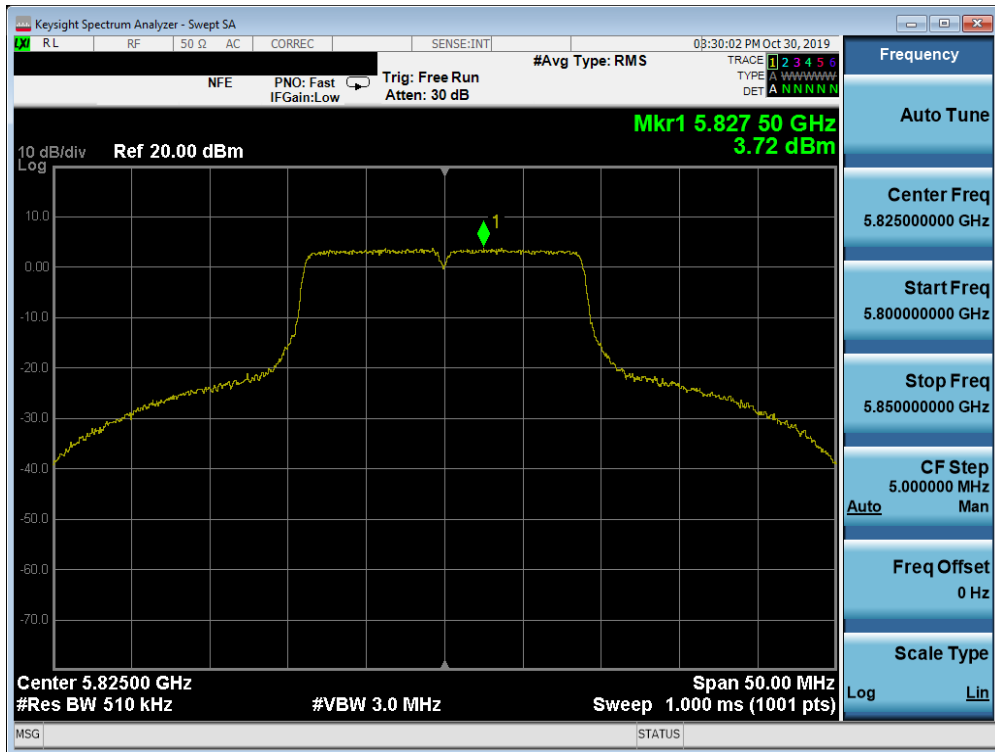 Keysight Spectrum Analyzer - Swept SA
LXI RL RF 50 Ω AC CORREC SENSE:INT 03:30:02 PM Oct 30, 2019
#Avg Type: RMS TRACE 1 2 3 4 5 6
NFE PNO: Fast Trig: Free Run TYPE A WWWWW
IFGain:Low Atten: 30 dB DET A N N N N N
Mkr1 5.827 50 GHz
10 dB/div Ref 20.00 dBm 3.72 dBm
Log
1
10.0
0.00
-10.0
-20.0
-30.0
-40.0
-50.0
-60.0
-70.0
Center 5.82500 GHz Span 50.00 MHz
#Res BW 510 kHz #VBW 3.0 MHz Sweep 1.000 ms (1001 pts)
MSG STATUS
Frequency
Auto Tune
Center Freq
5.825000000 GHz
Start Freq
5.800000000 GHz
Stop Freq
5.850000000 GHz
CF Step
5.000000 MHz
Auto Man
Freq Offset
0 Hz
Scale Type
Log Lin